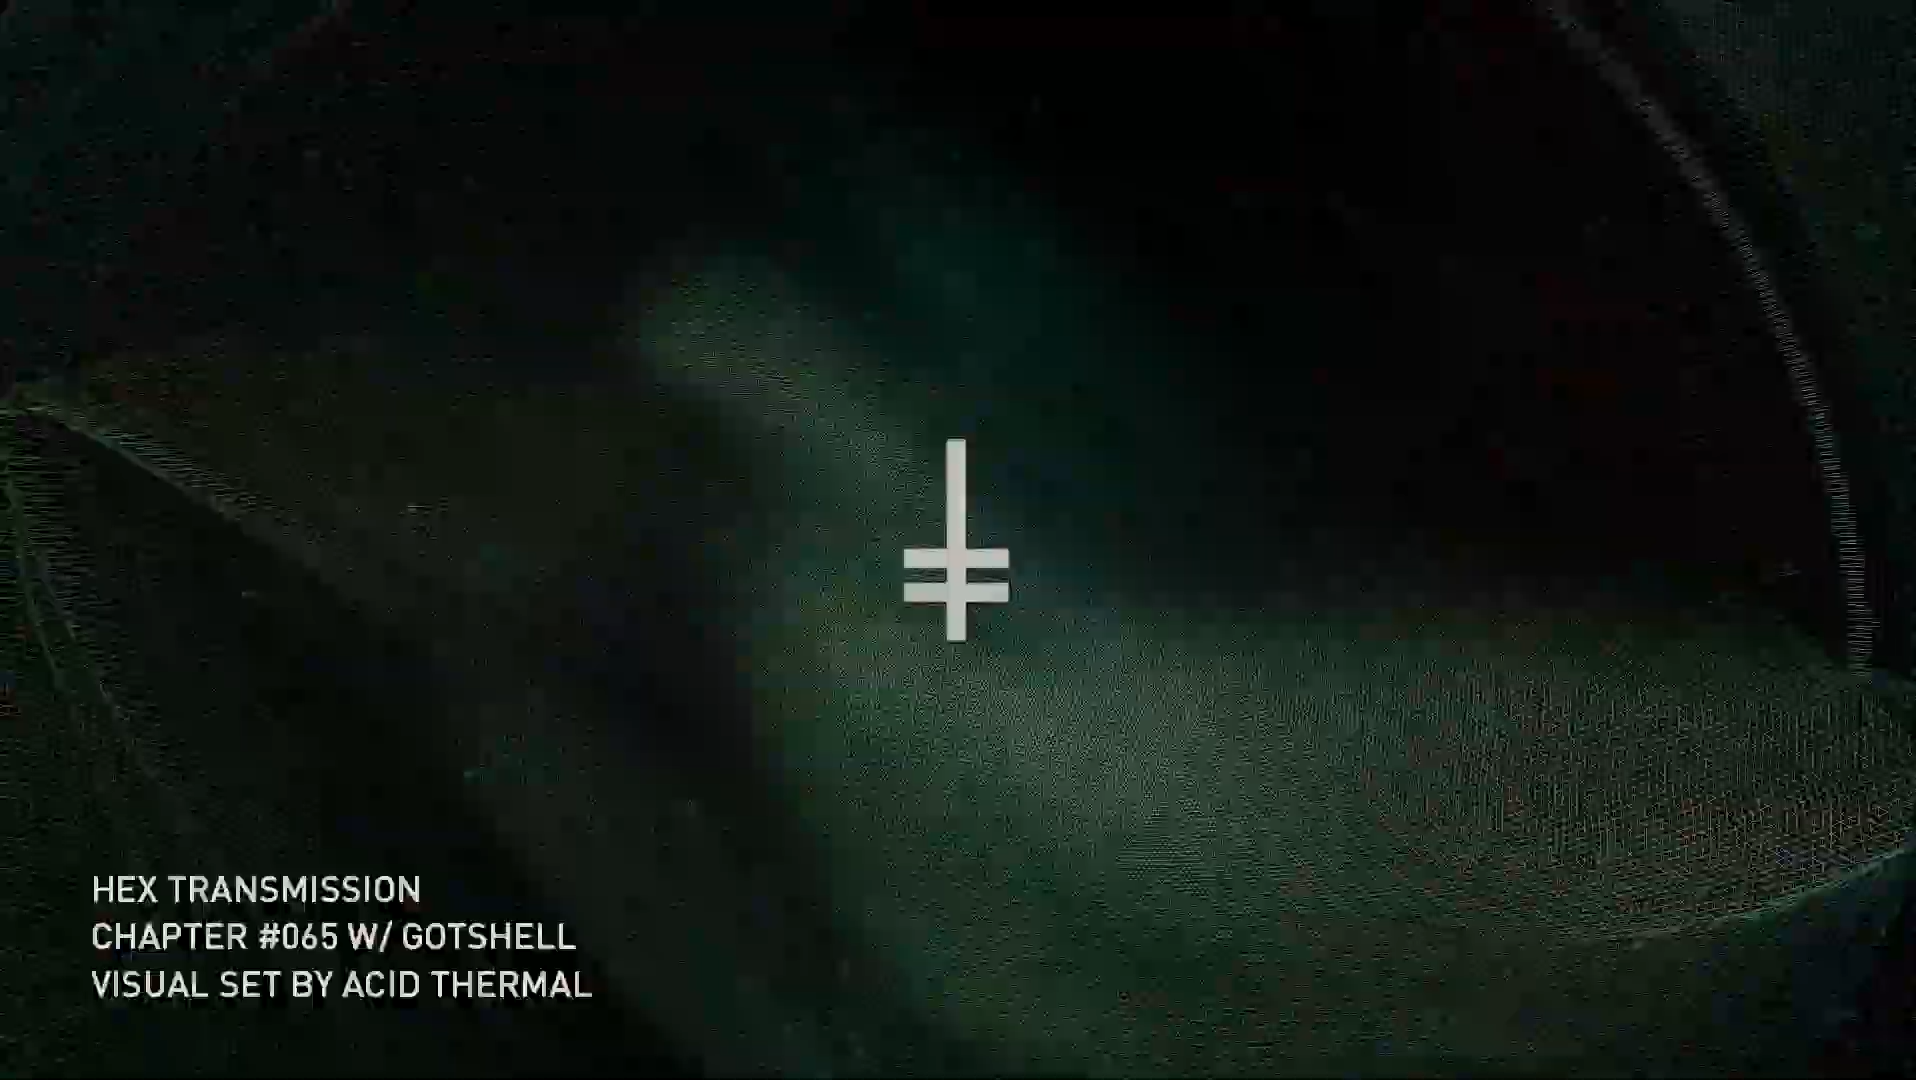 HEX TRANSMISSION
CHAPTER #065 W/ GOTSHELL
VISUAL SET BY ACID THERMAL